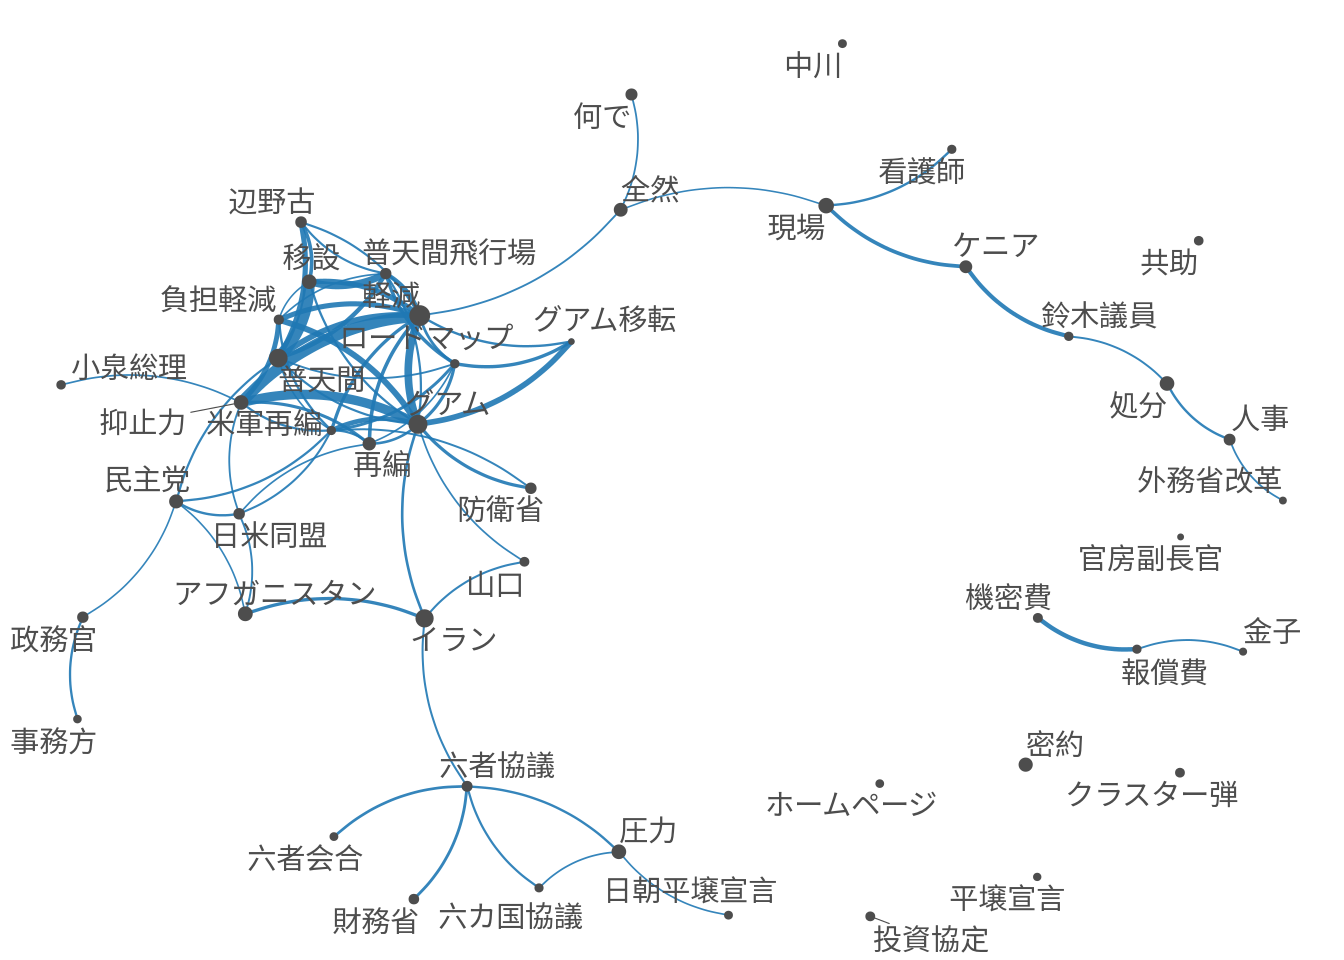 中川
何で
看護師
全然
辺野古
現場
ケニア
移設
普天間飛行場
共助
負担軽減
軽減
グアム移転
鈴木議員
ロードマップ
小泉総理
普天間
グアム
処分
人事
抑止力
米軍再編
再編
民主党
外務省改革
防衛省
日米同盟
官房副長官
山口
アフガニスタン
機密費
政務官
イラン
金子
報償費
事務方
密約
六者協議
クラスター弾
ホームページ
圧力
六者会合
日朝平壌宣言
平壌宣言
財務省
六カ国協議
投資協定